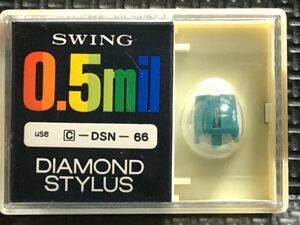 SWING
0.5mil
use C-DSN-66
DIAMOND
STYLUS